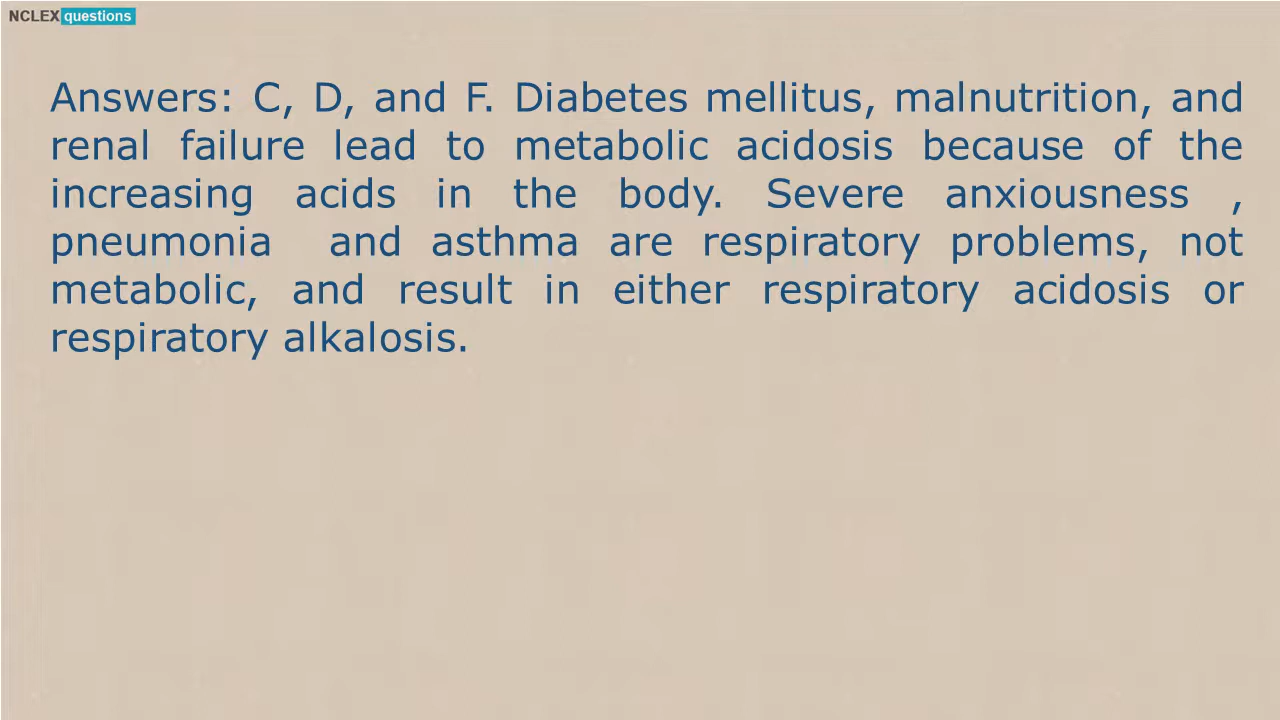 NCLEX questions
Answers: C, D, and F. Diabetes mellitus, malnutrition, and
renal failure lead to metabolic acidosis because of the
increasing acids in the body. Severe anxiousness ,
pneumonia and asthma are respiratory problems, not
metabolic, and result in either respiratory acidosis or
respiratory alkalosis.